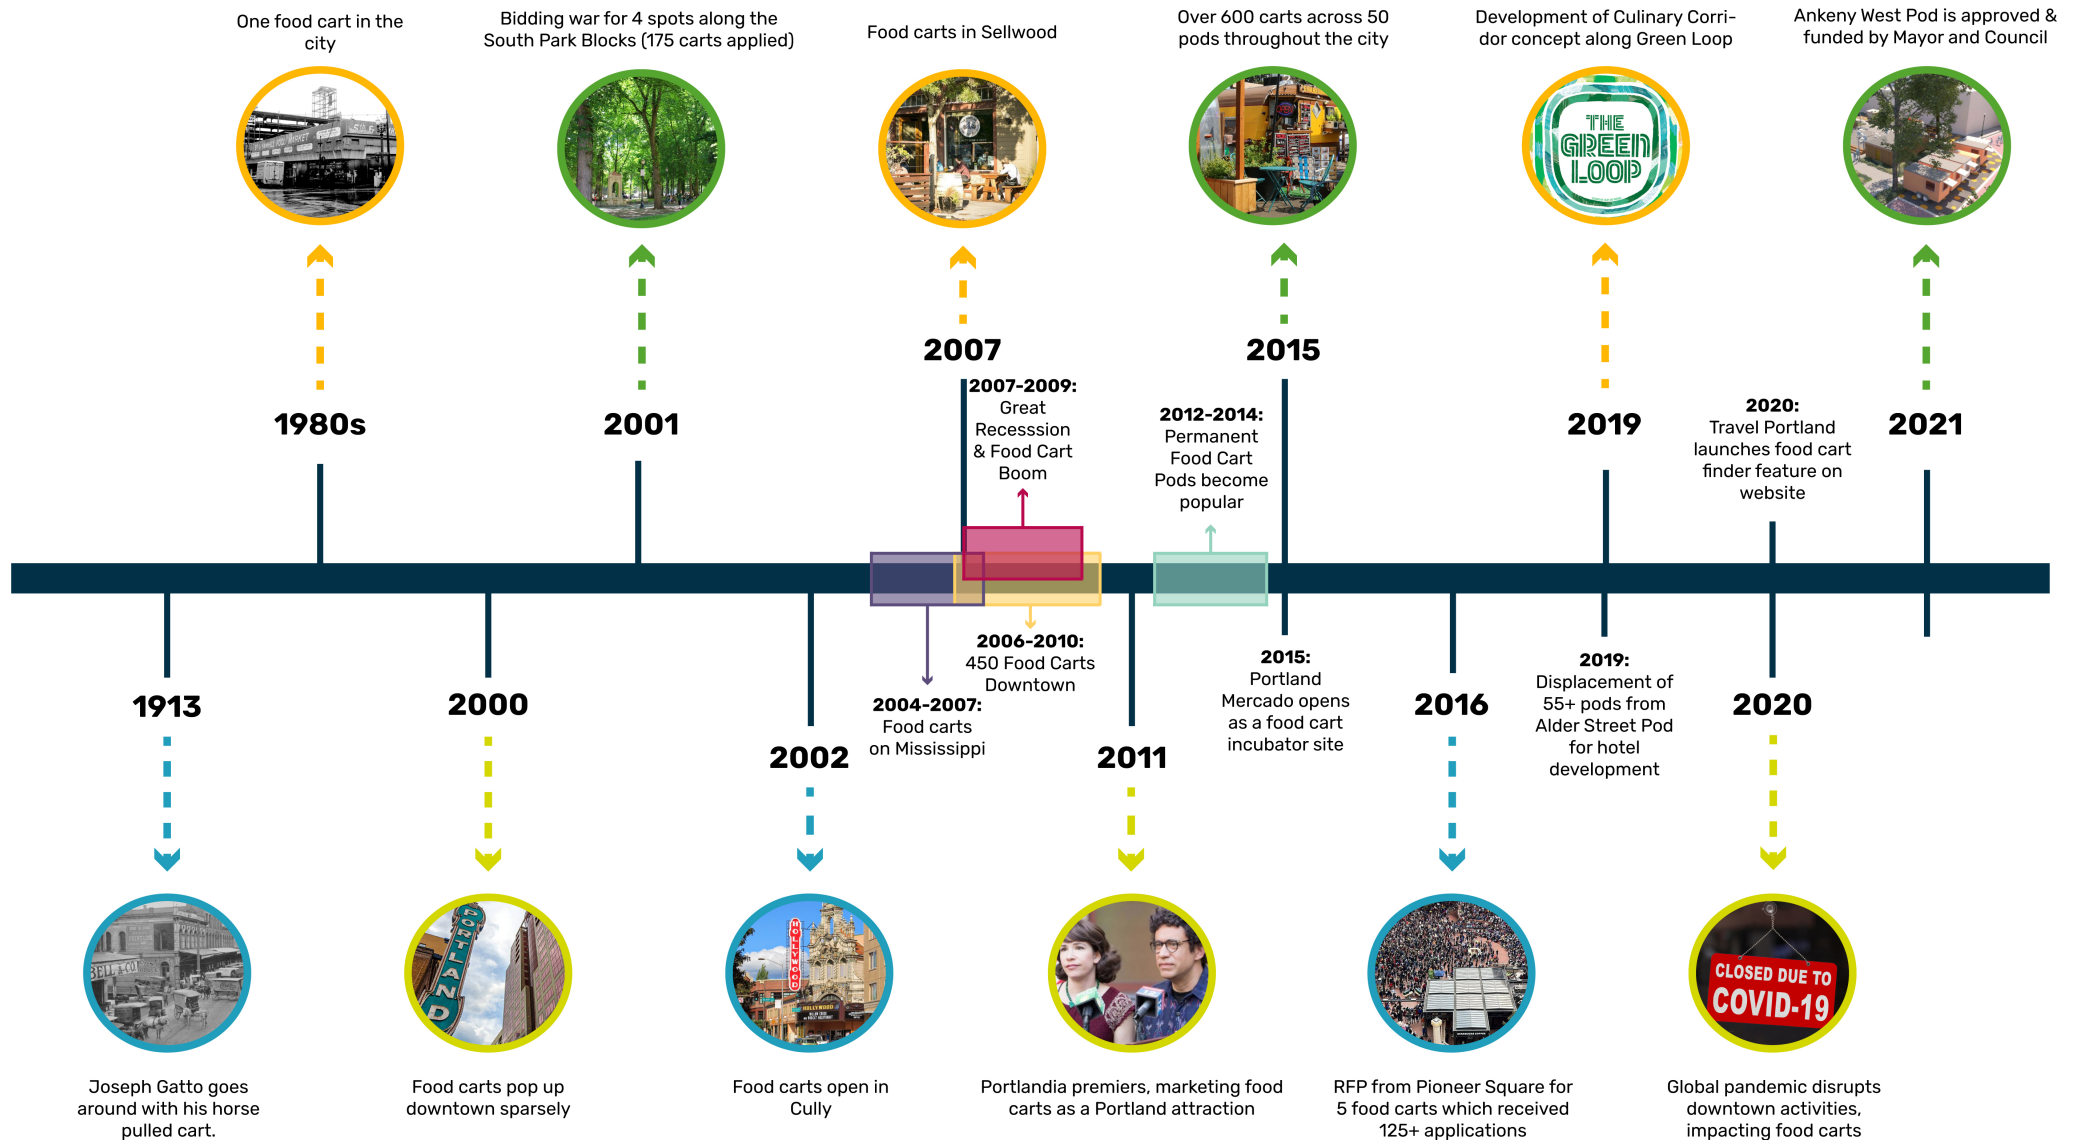 One food cart in the
city
Bidding war for 4 spots along the
South Park Blocks (175 carts applied)
Food carts in Sellwood
Over 600 carts across 50
pods throughout the city
Development of Culinary Corri-
dor concept along Green Loop
Ankeny West Pod is approved &
funded by Mayor and Council
THE
GREEN
LOOP
1980s
2001
2007
2007-2009:
Great
Recesssion
& Food Cart
Boom
2012-2014:
Permanent
Food Cart
Pods become
popular
2015
2019
2020:
Travel Portland
launches food cart
finder feature on
website
2021
1913
2000
2002
2004-2007:
Food carts
on Mississippi
2006-2010:
450 Food Carts
Downtown
2011
2015:
Portland
Mercado opens
as a food cart
incubator site
2016
2019:
Displacement of
55+ pods from
Alder Street Pod
for hotel
development
2020
BELL & CO.
PORTLAND
HOLLYWOOD
HOLLYWOOD
CLOSED DUE TO
COVID-19
Joseph Gatto goes
around with his horse
pulled cart.
Food carts pop up
downtown sparsely
Food carts open in
Cully
Portlandia premiers, marketing food
carts as a Portland attraction
RFP from Pioneer Square for
5 food carts which received
125+ applications
Global pandemic disrupts
downtown activities,
impacting food carts